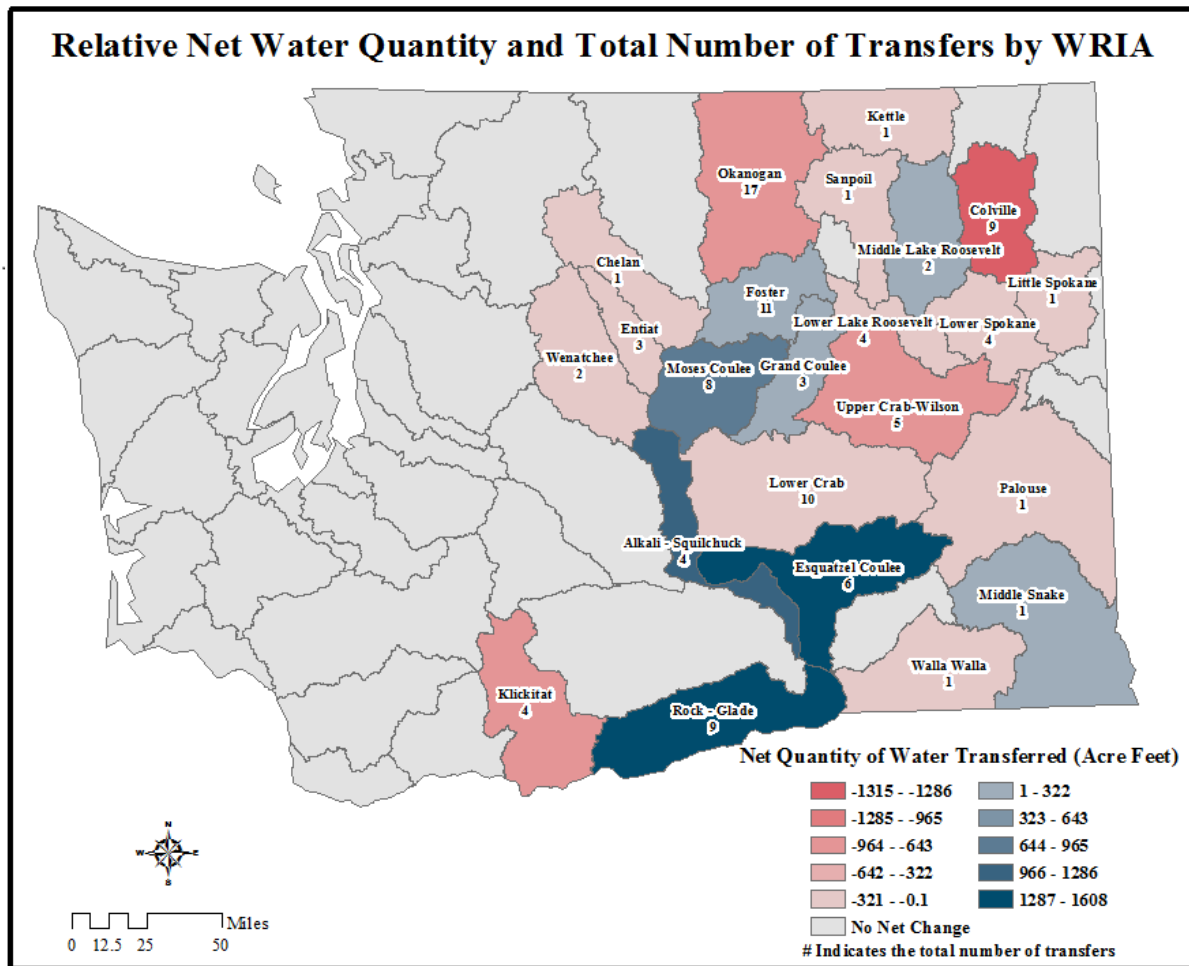 Relative Net Water Quantity and Total Number of Transfers by WRIA
Kettle
1
Okanogan
17
Sanpoil
1
Colville
9
Middle Lake Roosevelt
2
Chelan
1
Little Spokane
1
Foster
11
Entiat
3
Lower Lake Roosevelt
4
Lower Spokane
4
Wenatchee
2
Moses Coulee
8
Grand Coulee
3
Upper Crab-Wilson
5
Lower Crab
10
Palouse
1
Alkali - Squilchuck
4
Esquatzel Coulee
6
Middle Snake
1
Walla Walla
1
Klickitat
4
Rock - Glade
9
Net Quantity of Water Transferred (Acre Feet)
-1315 - -1286
-1285 - -965
-964 - -643
-642 - -322
-321 - -0.1
No Net Change
1 - 322
323 - 643
644 - 965
966 - 1286
1287 - 1608
# Indicates the total number of transfers
N
W E
S
Miles
0 12.5 25 50